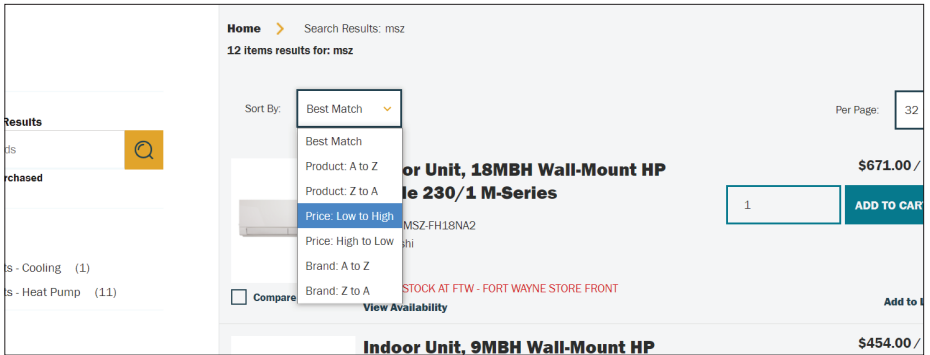 Home > Search Results: msz
12 items results for: msz
Results
Sort By: Best Match
Per Page: 32
Best Match
Product: A to Z
Product: Z to A
Price: Low to High
Price: High to Low
Brand: A to Z
Brand: Z to A
or Unit, 18MBH Wall-Mount HP
le 230/1 M-Series
$671.00 /
1
ADD TO CAR
MSZ-FH18NA2
ts - Cooling (1)
ts - Heat Pump (11)
Compare
STOCK AT FTW - FORT WAYNE STORE FRONT
View Availability
Add to
Indoor Unit, 9MBH Wall-Mount HP
$454.00 /